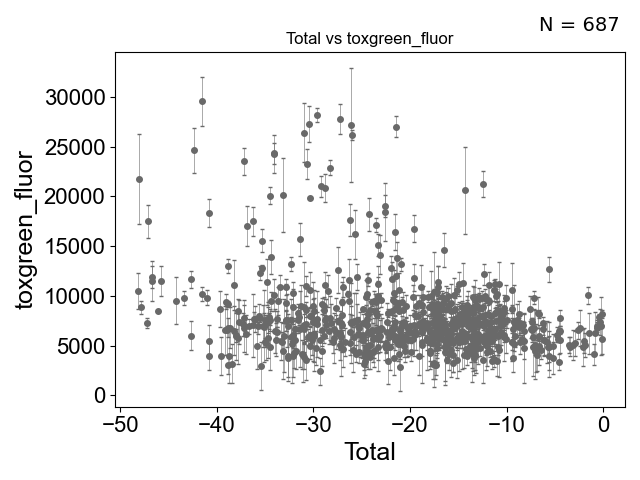 N = 687
Total vs toxgreen_fluor
toxgreen_fluor
30000
25000
20000
15000
10000
5000
0
−50 −40 −30 −20 −10 0
Total